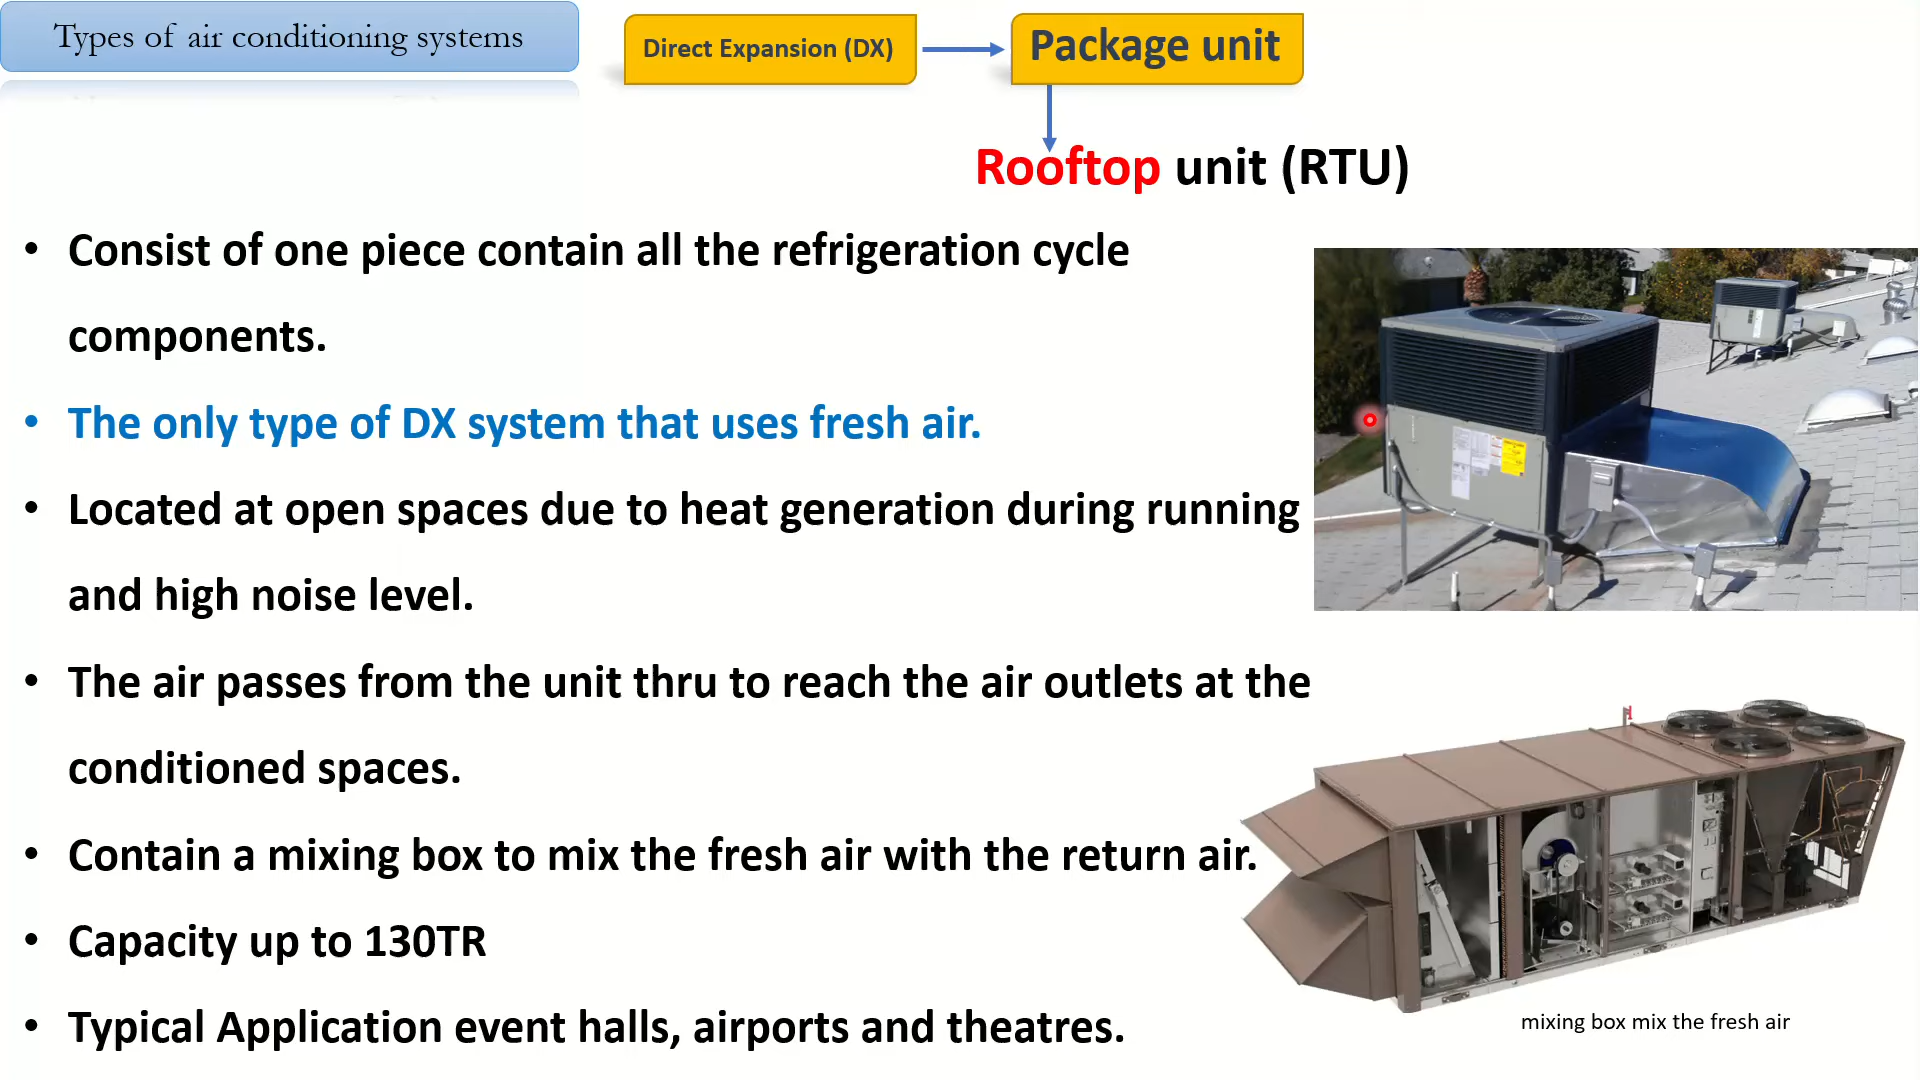 Types of air conditioning systems
Direct Expansion (DX)
Package unit
Rooftop unit (RTU)
• Consist of one piece contain all the refrigeration cycle
components.
• The only type of DX system that uses fresh air.
• Located at open spaces due to heat generation during running
and high noise level.
• The air passes from the unit thru to reach the air outlets at the
conditioned spaces.
• Contain a mixing box to mix the fresh air with the return air.
• Capacity up to 130TR
• Typical Application event halls, airports and theatres.
mixing box mix the fresh air